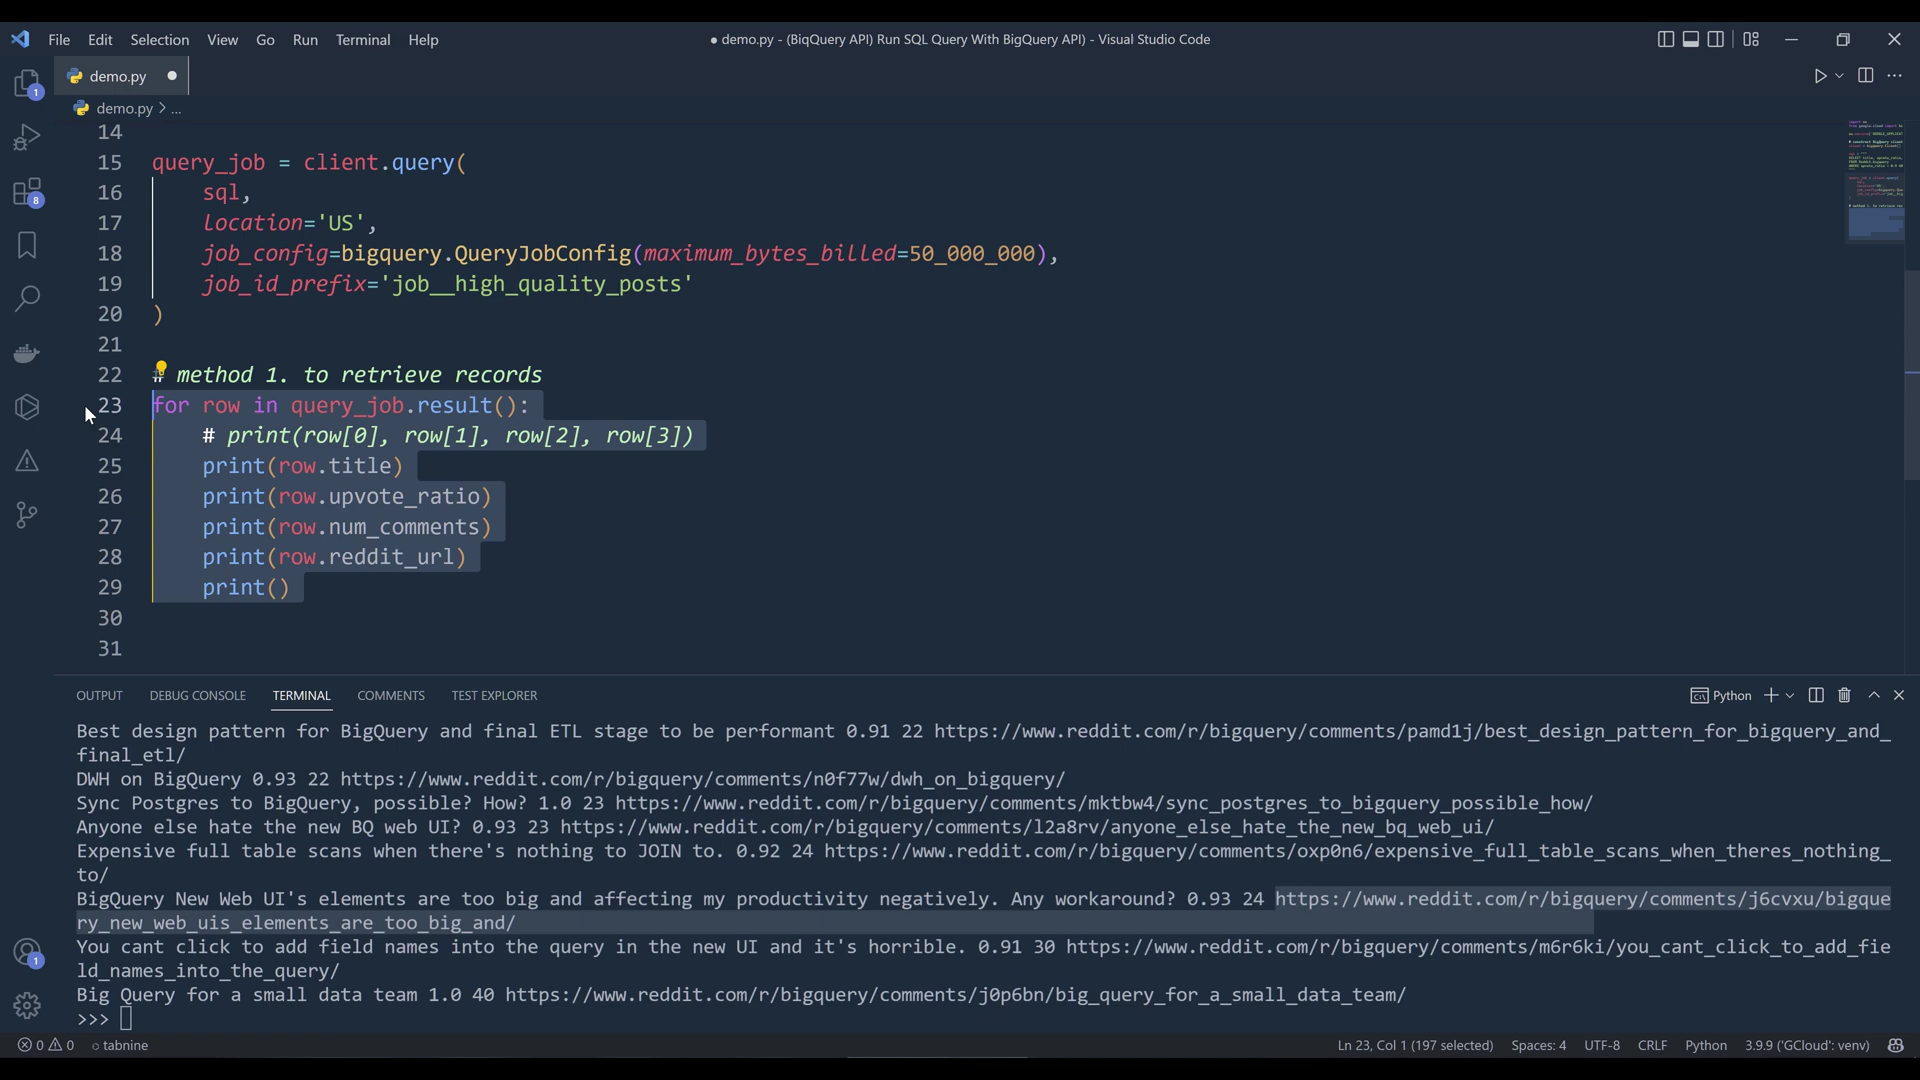 File Edit Selection View Go Run Terminal Help
● demo.py - (BiqQuery API) Run SQL Query With BigQuery API) - Visual Studio Code
demo.py ●
demo.py > ...
14
15 query_job = client.query(
16 sql,
17 location='US',
18 job_config=bigquery.QueryJobConfig(maximum_bytes_billed=50_000_000),
19 job_id_prefix='job__high_quality_posts'
20 )
21
22 # method 1. to retrieve records
23 for row in query_job.result():
24 # print(row[0], row[1], row[2], row[3])
25 print(row.title)
26 print(row.upvote_ratio)
27 print(row.num_comments)
28 print(row.reddit_url)
29 print()
30
31
1
8
1
OUTPUT DEBUG CONSOLE TERMINAL COMMENTS TEST EXPLORER Python
Best design pattern for BigQuery and final ETL stage to be performant 0.91 22 https://www.reddit.com/r/bigquery/comments/pamd1j/best_design_pattern_for_bigquery_and_
final_etl/
DWH on BigQuery 0.93 22 https://www.reddit.com/r/bigquery/comments/n0f77w/dwh_on_bigquery/
Sync Postgres to BigQuery, possible? How? 1.0 23 https://www.reddit.com/r/bigquery/comments/mktbw4/sync_postgres_to_bigquery_possible_how/
Anyone else hate the new BQ web UI? 0.93 23 https://www.reddit.com/r/bigquery/comments/l2a8rv/anyone_else_hate_the_new_bq_web_ui/
Expensive full table scans when there's nothing to JOIN to. 0.92 24 https://www.reddit.com/r/bigquery/comments/oxp0n6/expensive_full_table_scans_when_theres_nothing_
to/
BigQuery New Web UI's elements are too big and affecting my productivity negatively. Any workaround? 0.93 24 https://www.reddit.com/r/bigquery/comments/j6cvxu/bigque
ry_new_web_uis_elements_are_too_big_and/
You cant click to add field names into the query in the new UI and it's horrible. 0.91 30 https://www.reddit.com/r/bigquery/comments/m6r6ki/you_cant_click_to_add_fie
ld_names_into_the_query/
Big Query for a small data team 1.0 40 https://www.reddit.com/r/bigquery/comments/j0p6bn/big_query_for_a_small_data_team/
>>>
0 0 tabnine Ln 23, Col 1 (197 selected) Spaces: 4 UTF-8 CRLF Python 3.9.9 ('GCloud': venv)